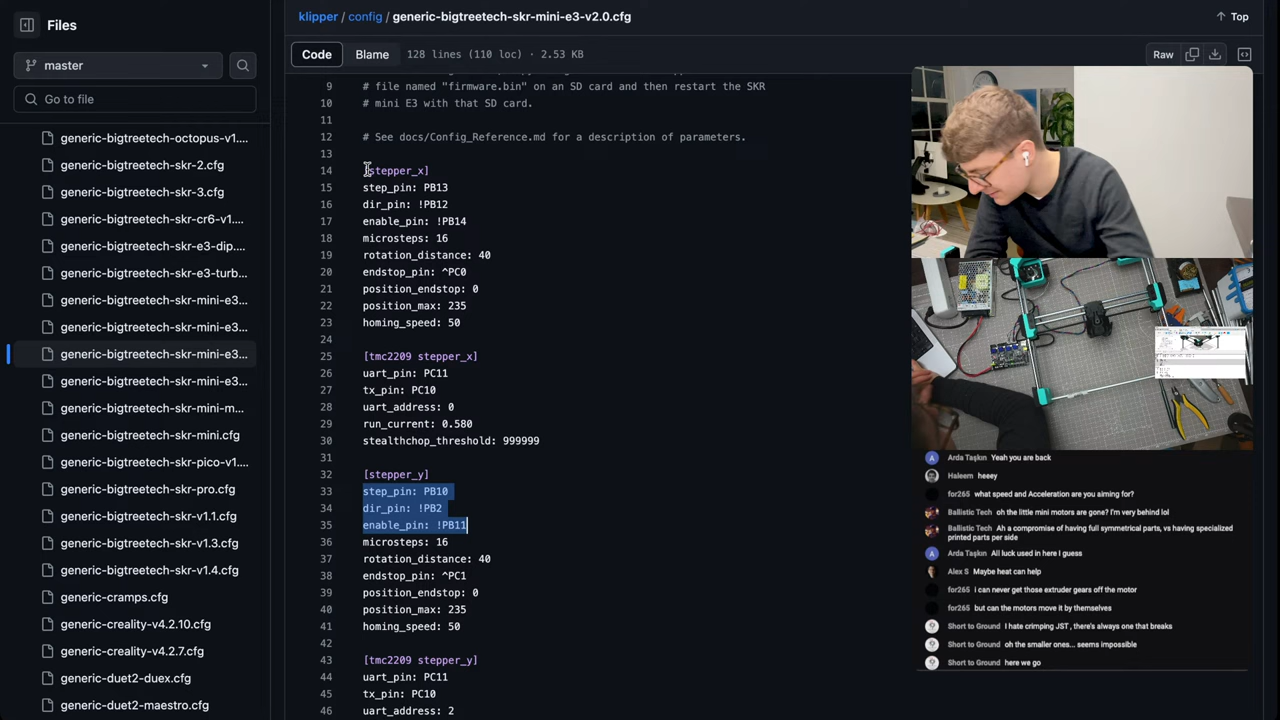 Files
master
Go to file
generic-bigtreetech-octopus-v1....
generic-bigtreetech-skr-2.cfg
generic-bigtreetech-skr-3.cfg
generic-bigtreetech-skr-cr6-v1....
generic-bigtreetech-skr-e3-dip....
generic-bigtreetech-skr-e3-turb...
generic-bigtreetech-skr-mini-e3...
generic-bigtreetech-skr-mini-e3...
generic-bigtreetech-skr-mini-e3...
generic-bigtreetech-skr-mini-e3...
generic-bigtreetech-skr-mini-m...
generic-bigtreetech-skr-mini.cfg
generic-bigtreetech-skr-pico-v1....
generic-bigtreetech-skr-pro.cfg
generic-bigtreetech-skr-v1.1.cfg
generic-bigtreetech-skr-v1.3.cfg
generic-bigtreetech-skr-v1.4.cfg
generic-cramps.cfg
generic-creality-v4.2.10.cfg
generic-creality-v4.2.7.cfg
generic-duet2-duex.cfg
generic-duet2-maestro.cfg
klipper / config / generic-bigtreetech-skr-mini-e3-v2.0.cfg
Top
Code Blame 128 lines (110 loc) · 2.53 KB
Raw
9 # file named "firmware.bin" on an SD card and then restart the SKR
10 # mini E3 with that SD card.
11
12 # See docs/Config_Reference.md for a description of parameters.
13
14 [stepper_x]
15 step_pin: PB13
16 dir_pin: !PB12
17 enable_pin: !PB14
18 microsteps: 16
19 rotation_distance: 40
20 endstop_pin: ^PC0
21 position_endstop: 0
22 position_max: 235
23 homing_speed: 50
24
25 [tmc2209 stepper_x]
26 uart_pin: PC11
27 tx_pin: PC10
28 uart_address: 0
29 run_current: 0.580
30 stealthchop_threshold: 999999
31
32 [stepper_y]
33 step_pin: PB10
34 dir_pin: !PB2
35 enable_pin: !PB11
36 microsteps: 16
37 rotation_distance: 40
38 endstop_pin: ^PC1
39 position_endstop: 0
40 position_max: 235
41 homing_speed: 50
42
43 [tmc2209 stepper_y]
44 uart_pin: PC11
45 tx_pin: PC10
46 uart_address: 2
A Arda Taşkın Yeah you are back
Haleem heeey
for265 what speed and Acceleration are you aiming for?
Ballistic Tech oh the little mini motors are gone? I'm very behind lol
Ballistic Tech Ah a compromise of having full symmetrical parts, vs having specialized
printed parts per side
A Arda Taşkın All luck used in here I guess
Alex S Maybe heat can help
for265 i can never get those extruder gears off the motor
for265 but can the motors move it by themselves
Short to Ground I hate crimping JST , there's always one that breaks
Short to Ground oh the smaller ones... seems impossible
Short to Ground here we go